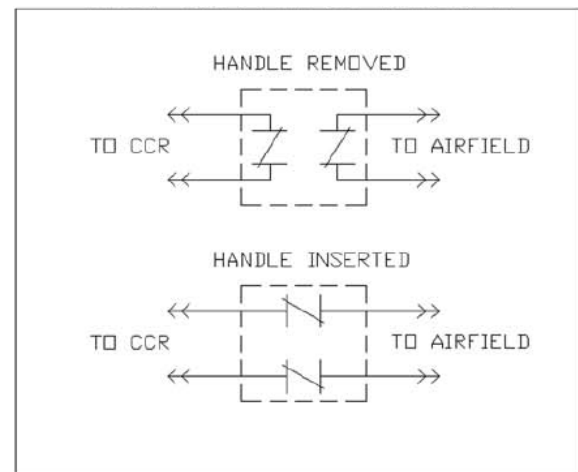 HANDLE REMOVED
TO CCR
TO AIRFIELD
HANDLE INSERTED
TO CCR
TO AIRFIELD